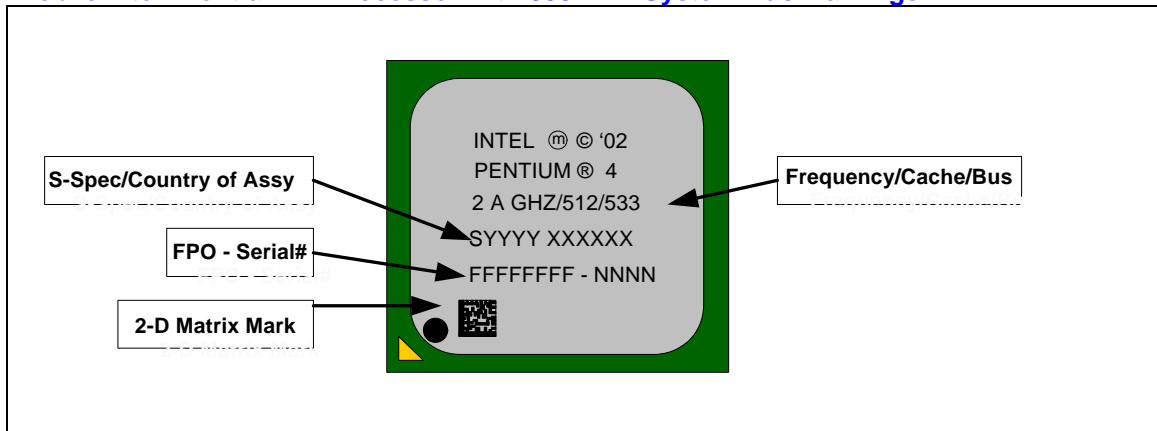 INTEL ⓜ © ‘02
PENTIUM ® 4
2 A GHZ/512/533
SYYYY XXXXXX
FFFFFFFF - NNNN
S-Spec/Country of Assy
FPO - Serial#
2-D Matrix Mark
Frequency/Cache/Bus